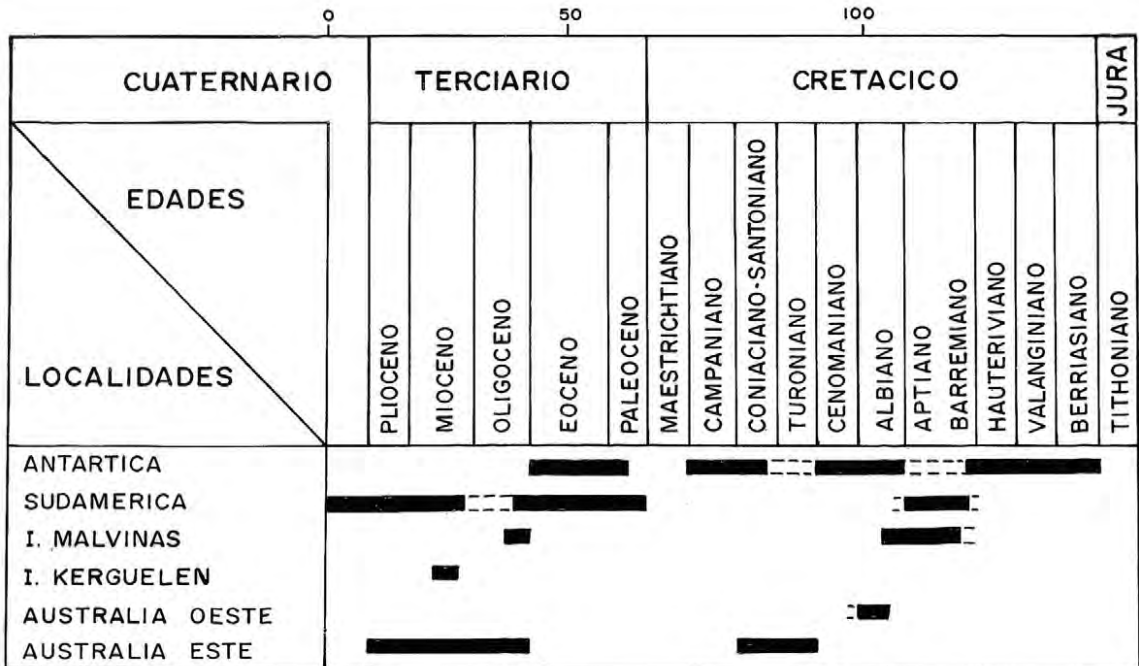 0 50 100
CUATERNARIO TERCIARIO CRETACICO JURA
EDADES
LOCALIDADES
PLIOCENO
MIOCENO
OLIGOCENO
EOCENO
PALEOCENO
MAESTRICHTIANO
CAMPANIANO
CONIACIANO-SANTONIANO
TURONIANO
CENOMANIANO
ALBIANO
APTIANO
BARREMIANO
HAUTERIVIANO
VALANGINIANO
BERRIASIANO
TITHONIANO
ANTARTICA
SUDAMERICA
I. MALVINAS
I. KERGUELEN
AUSTRALIA OESTE
AUSTRALIA ESTE